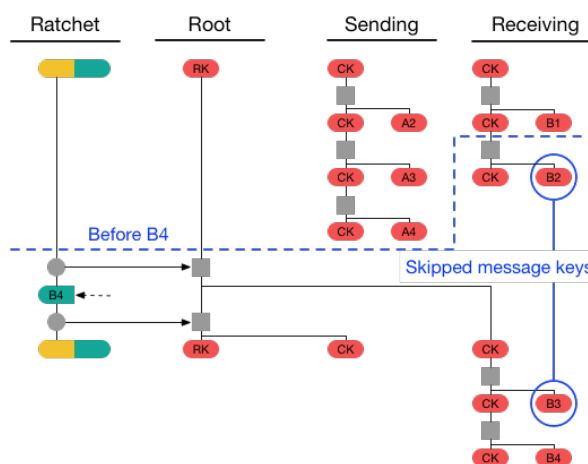 Ratchet Root Sending Receiving
RK CK CK
CK A2 CK B1
CK A3 CK B2
CK A4
Before B4
Skipped message keys
B4
RK CK CK
CK B3
CK B4